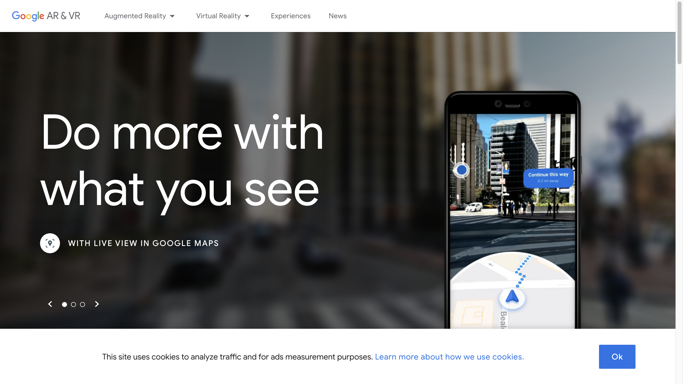 Google AR & VR
Augmented Reality
Virtual Reality
Experiences
News
Do more with
what you see
WITH LIVE VIEW IN GOOGLE MAPS
Continue this way
This site uses cookies to analyze traffic and for ads measurement purposes. Learn more about how we use cookies.
Ok